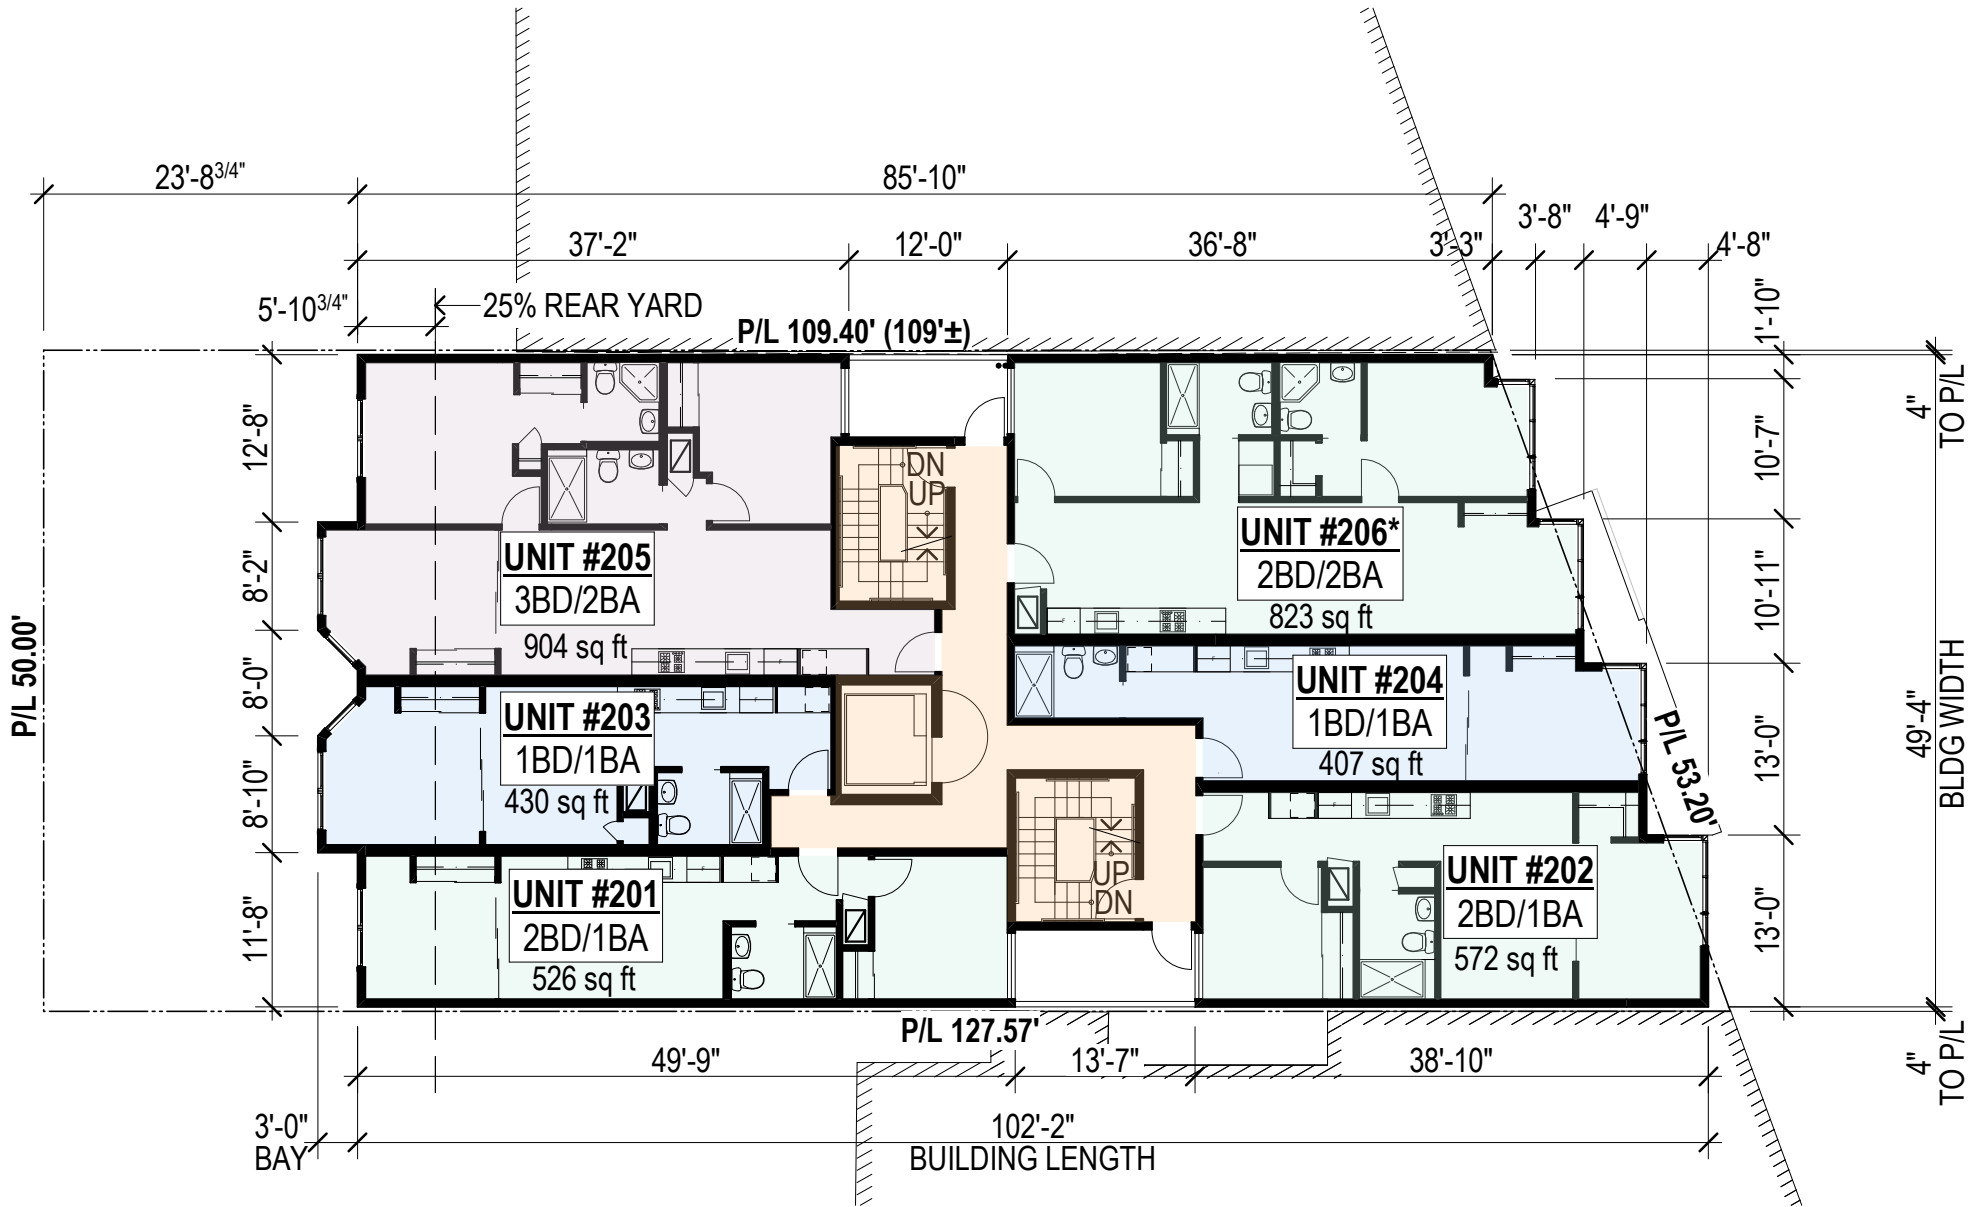 23'-8 3/4"
85'-10"
3'-8"
4'-9"
37'-2"
12'-0"
36'-8"
3'-3"
4'-8"
5'-10 3/4"
25% REAR YARD
P/L 109.40' (109'±)
1'-10"
4"
TO P/L
12'-8"
10'-7"
DN
UP
UNIT #205
3BD/2BA
904 sq ft
UNIT #206*
2BD/2BA
823 sq ft
8'-2"
10'-11"
P/L 50.00'
8'-0"
UNIT #203
1BD/1BA
430 sq ft
UNIT #204
1BD/1BA
407 sq ft
P/L 53.20'
13'-0"
49'-4"
BLDG WIDTH
8'-10"
UNIT #201
2BD/1BA
526 sq ft
UP
DN
UNIT #202
2BD/1BA
572 sq ft
11'-8"
13'-0"
P/L 127.57'
49'-9"
13'-7"
38'-10"
4"
TO P/L
3'-0"
BAY
102'-2"
BUILDING LENGTH